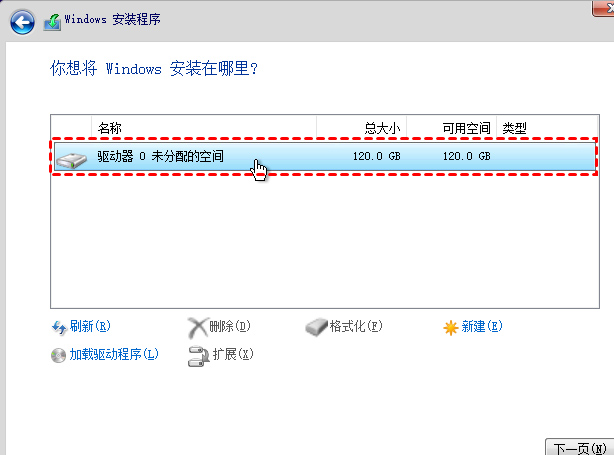 Windows 安装程序
你想将 Windows 安装在哪里?
名称 总大小 可用空间 类型
驱动器 0 未分配的空间 120.0 GB 120.0 GB
刷新(R) 删除(D) 格式化(F) 新建(E)
加载驱动程序(L) 扩展(X)
下一页(N)